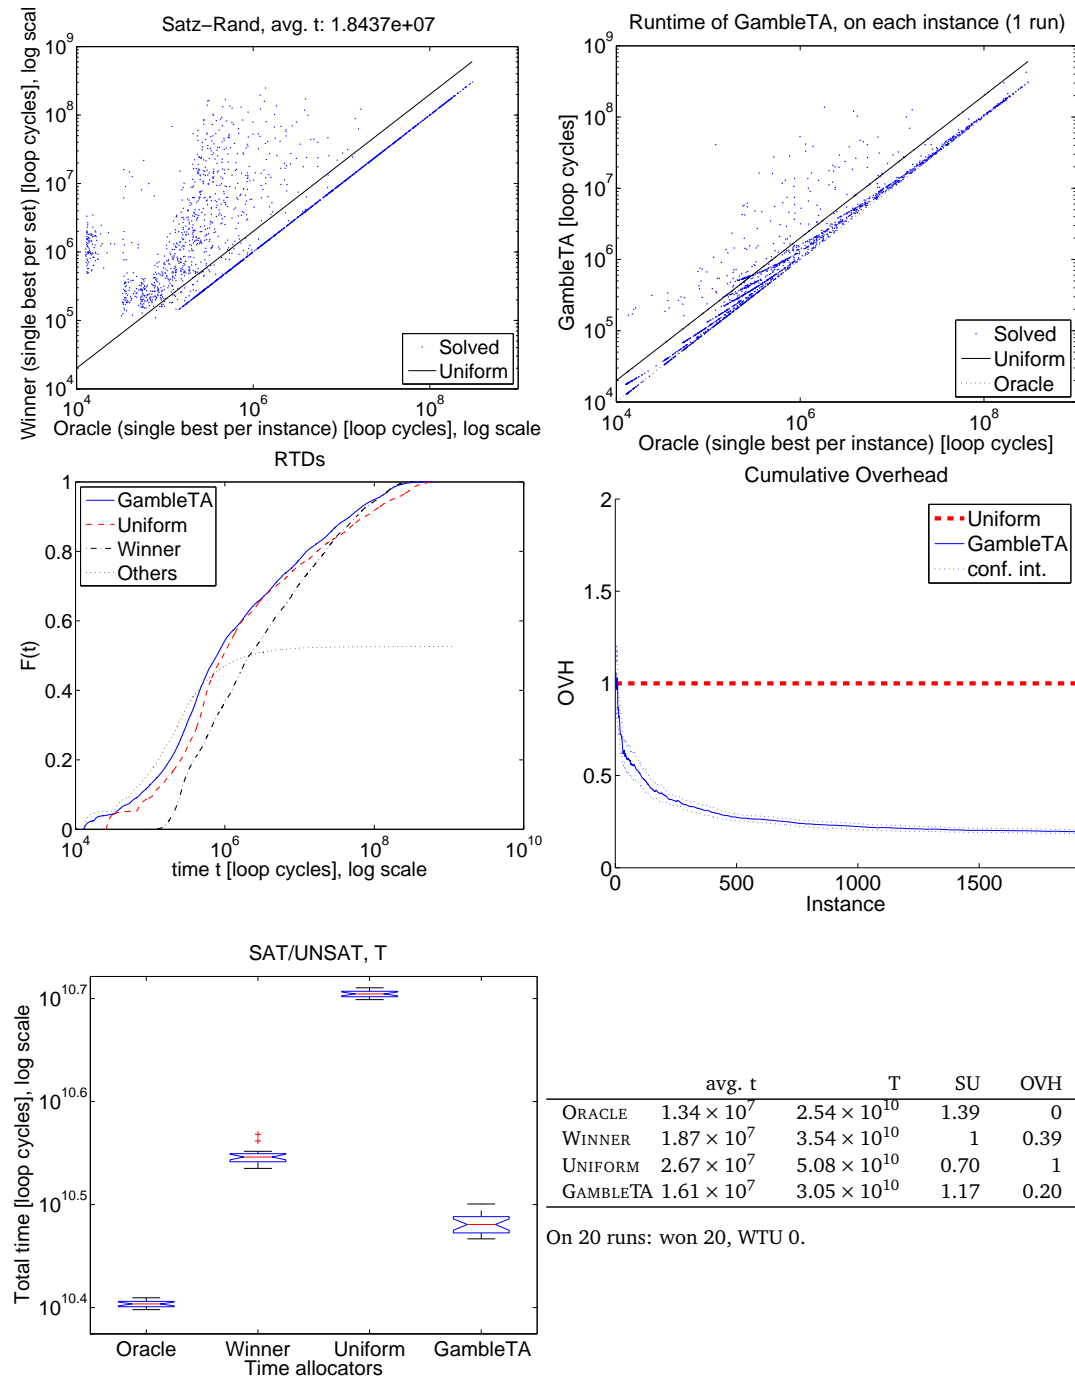 Satz−Rand, avg. t: 1.8437e+07
Winner (single best per set) [loop cycles], log scal
10^9
10^8
10^7
10^6
10^5
10^4
Solved
Uniform
10^4 10^6 10^8
Oracle (single best per instance) [loop cycles], log scale
Runtime of GambleTA, on each instance (1 run)
GambleTA [loop cycles]
10^9
10^8
10^7
10^6
10^5
10^4
Solved
Uniform
Oracle
10^4 10^6 10^8
Oracle (single best per instance) [loop cycles]
RTDs
F(t)
1
0.8
0.6
0.4
0.2
0
GambleTA
Uniform
Winner
Others
10^4 10^6 10^8 10^10
time t [loop cycles], log scale
Cumulative Overhead
OVH
2
1.5
1
0.5
0
Uniform
GambleTA
conf. int.
0 500 1000 1500
Instance
SAT/UNSAT, T
Total time [loop cycles], log scale
10^10.7
10^10.6
10^10.5
10^10.4
Oracle Winner Uniform GambleTA
Time allocators
avg. t T SU OVH
ORACLE 1.34 × 10^7 2.54 × 10^10 1.39 0
WINNER 1.87 × 10^7 3.54 × 10^10 1 0.39
UNIFORM 2.67 × 10^7 5.08 × 10^10 0.70 1
GAMBLETA 1.61 × 10^7 3.05 × 10^10 1.17 0.20
On 20 runs: won 20, WTU 0.